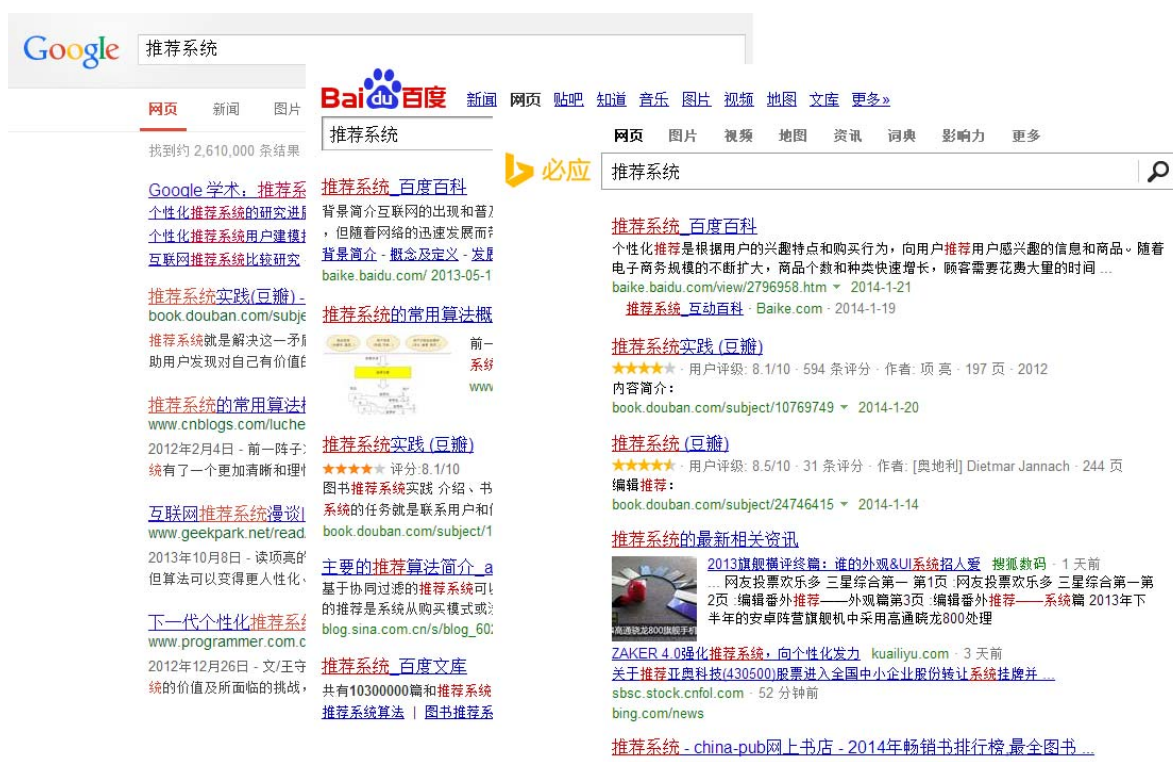 Google
推荐系统
网页 新闻 图片
找到约 2,610,000 条结果
Google 学术：推荐系
个性化推荐系统的研究进展
个性化推荐系统用户建模
互联网推荐系统比较研究
推荐系统实践(豆瓣) -
book.douban.com/subje
推荐系统就是解决这一矛盾
助用户发现对自己有价值的
推荐系统的常用算法
www.cnblogs.com/luche
2012年2月4日 - 前一阵子
统有了一个更加清晰和理
互联网推荐系统漫谈
www.geekpark.net/read
2013年10月8日 - 读项亮的
但算法可以变得更人性化、
下一代个性化推荐系统
www.programmer.com.c
2012年12月26日 - 文/王守
统的价值及所面临的挑战，
Baidu百度
新闻 网页 贴吧 知道 音乐 图片 视频 地图 文库 更多»
推荐系统
推荐系统_百度百科
背景简介互联网的出现和普及
，但随着网络的迅速发展而
背景简介 - 概念及定义 - 发展
baike.baidu.com/ 2013-05-1
推荐系统的常用算法概
前一
系统
www
推荐系统实践 (豆瓣)
★★★★★ 评分:8.1/10
图书推荐系统实践 介绍、书
系统的任务就是联系用户和
book.douban.com/subject/1
主要的推荐算法简介_a
基于协同过滤的推荐系统可
的推荐是系统从购买模式或
blog.sina.com.cn/s/blog_602
推荐系统_百度文库
共有10300000篇和推荐系统
推荐系统算法 | 图书推荐系
网页 图片 视频 地图 资讯 词典 影响力 更多
必应
推荐系统
推荐系统_百度百科
个性化推荐是根据用户的兴趣特点和购买行为，向用户推荐用户感兴趣的信息和商品。随着
电子商务规模的不断扩大，商品个数和种类快速增长，顾客需要花费大量的时间 ...
baike.baidu.com/view/2796958.htm 2014-1-21
推荐系统_互动百科 · Baike.com · 2014-1-19
推荐系统实践 (豆瓣)
★★★★★ · 用户评级: 8.1/10 · 594 条评分 · 作者: 项 亮 · 197 页 · 2012
内容简介：
book.douban.com/subject/10769749 2014-1-20
推荐系统 (豆瓣)
★★★★★ · 用户评级: 8.5/10 · 31 条评分 · 作者: [奥地利] Dietmar Jannach · 244 页
编辑推荐：
book.douban.com/subject/24746415 2014-1-14
推荐系统的最新相关资讯
2013旗舰横评终篇：谁的外观&UI系统招人爱 搜狐数码 · 1 天前
... 网友投票欢乐多 三星综合第一 第1页 :网友投票欢乐多 三星综合第一第
2页 :编辑番外推荐——外观篇第3页 :编辑番外推荐——系统篇 2013年下
半年的安卓阵营旗舰机中采用高通骁龙800处理
高通骁龙800旗舰手机
ZAKER 4.0强化推荐系统，向个性化发力 kuailiyu.com · 3 天前
关于推荐亚奥科技(430500)股票进入全国中小企业股份转让系统挂牌并 ...
sbsc.stock.cnfol.com · 52 分钟前
bing.com/news
推荐系统 - china-pub网上书店 - 2014年畅销书排行榜,最全图书 ...